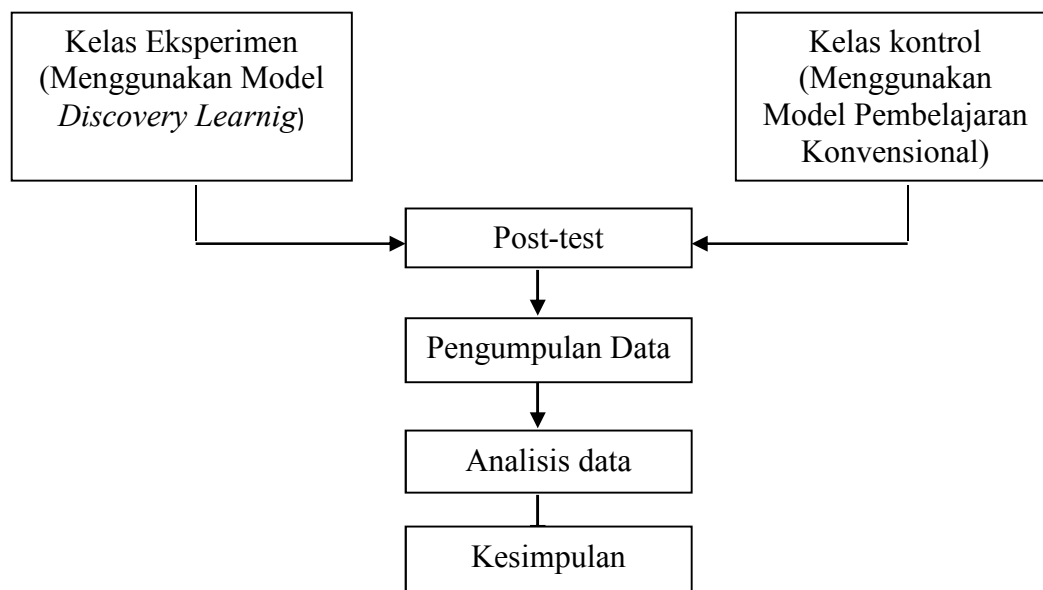 Kelas Eksperimen
(Menggunakan Model
Discovery Learnig)
Kelas kontrol
(Menggunakan
Model Pembelajaran
Konvensional)
Post-test
Pengumpulan Data
Analisis data
Kesimpulan